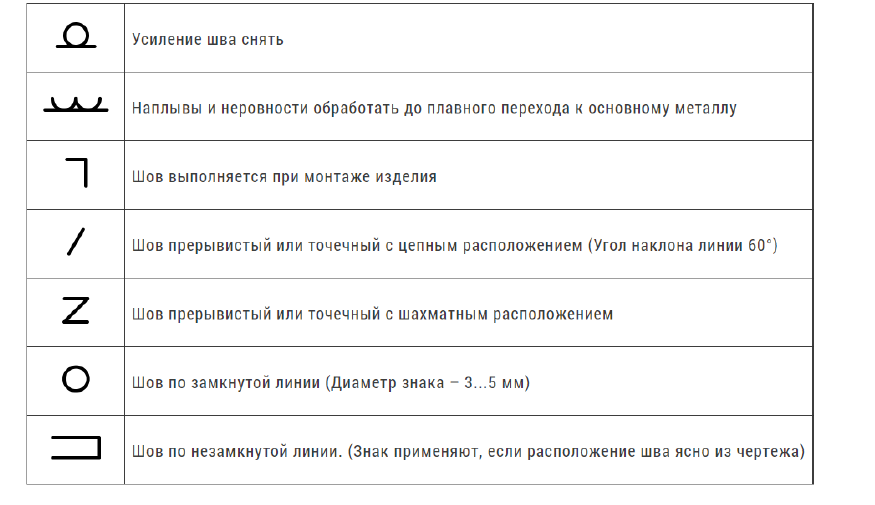 Усиление шва снять
Наплывы и неровности обработать до плавного перехода к основному металлу
Шов выполняется при монтаже изделия
Шов прерывистый или точечный с цепным расположением (Угол наклона линии 60°)
Шов прерывистый или точечный с шахматным расположением
Шов по замкнутой линии (Диаметр знака – 3...5 мм)
Шов по незамкнутой линии. (Знак применяют, если расположение шва ясно из чертежа)